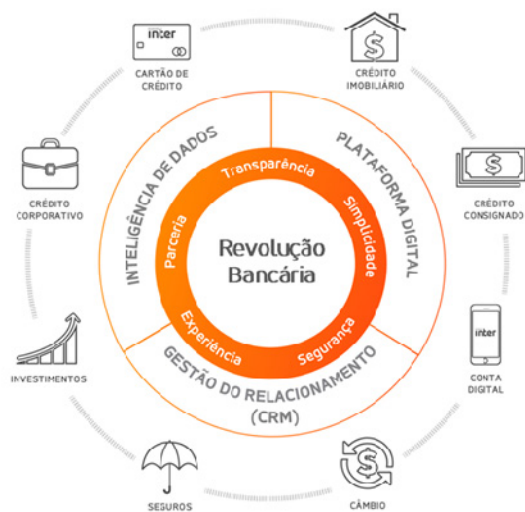 inter
CARTÃO DE
CRÉDITO
CRÉDITO
IMOBILIÁRIO
CRÉDITO
CORPORATIVO
CRÉDITO
CONSIGNADO
INTELIGÊNCIA DE DADOS
PLATAFORMA DIGITAL
Transparência
Parceria
Simplicidade
Revolução
Bancária
Experiência
Segurança
GESTÃO DO RELACIONAMENTO
(CRM)
INVESTIMENTOS
inter
CONTA
DIGITAL
SEGUROS
CÂMBIO